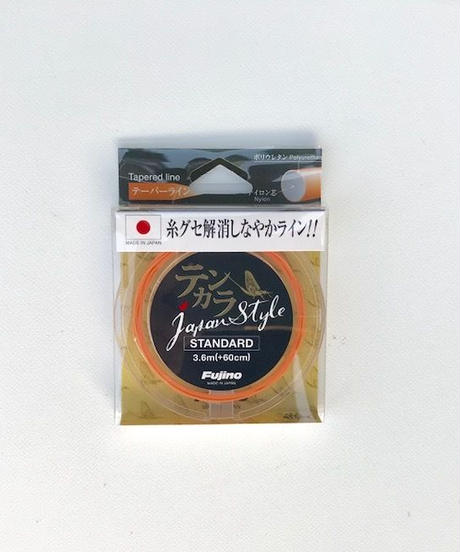 ポリウレタン Polyurethan
Tapered line
テーパーライン
ナイロン芯
Nylon
MADE IN JAPAN
糸グセ解消しなやかライン!!
テンカラ
Japan Style
STANDARD
3.6m(+60cm)
Fujino
MADE IN JAPAN